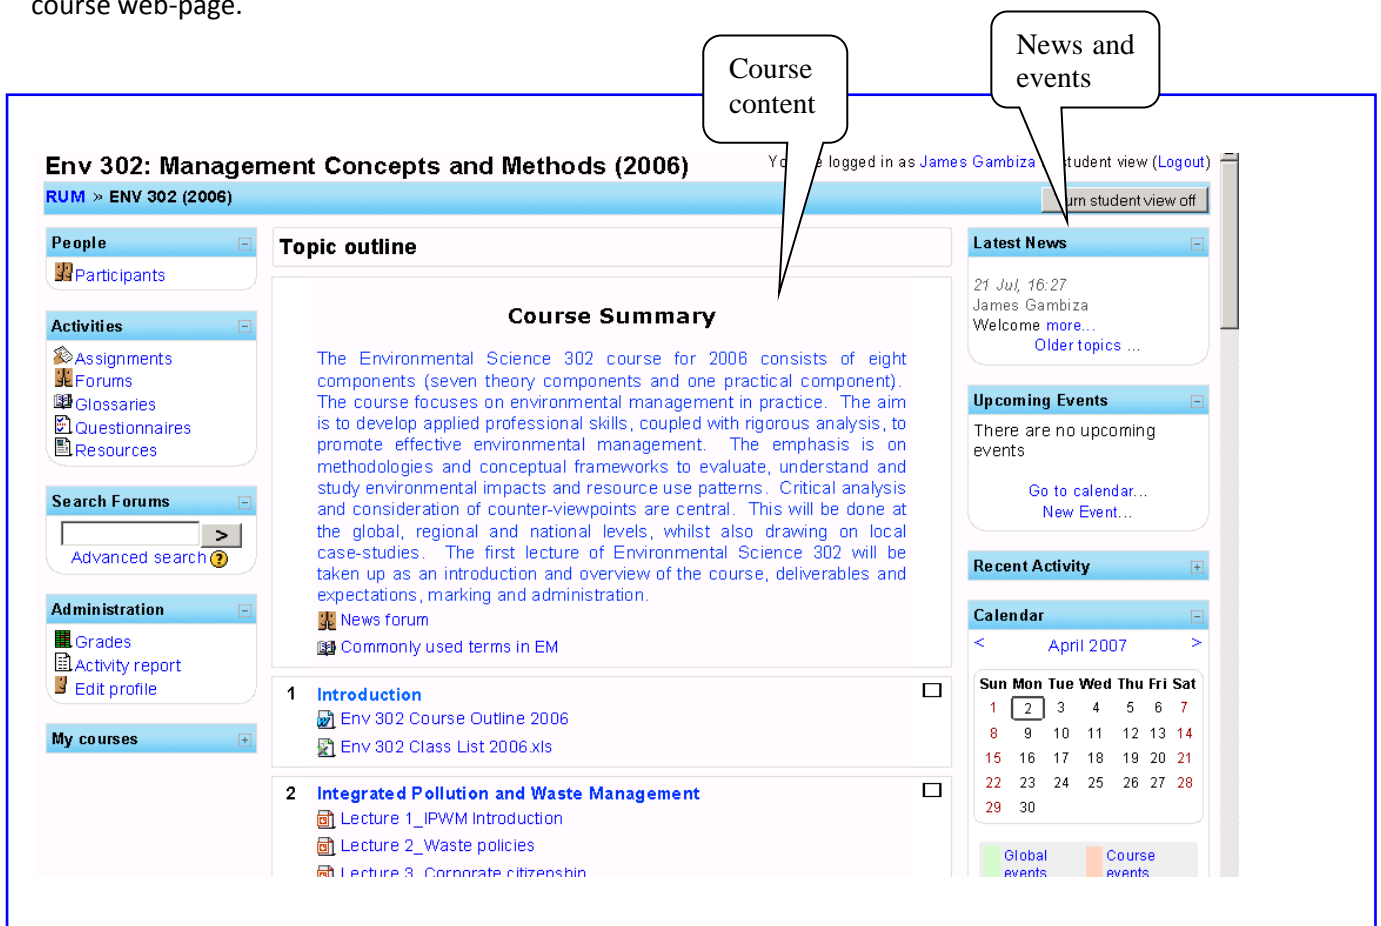 course web-page.
Course
content
News and
events
Env 302: Management Concepts and Methods (2006)
logged in as James Gambiza student view (Logout)
RUM » ENV 302 (2006)
student view off
People
Participants
Activities
Assignments
Forums
Glossaries
Questionnaires
Resources
Search Forums
>
Advanced search ?
Administration
Grades
Activity report
Edit profile
My courses
Topic outline
Course Summary
The Environmental Science 302 course for 2006 consists of eight
components (seven theory components and one practical component).
The course focuses on environmental management in practice. The aim
is to develop applied professional skills, coupled with rigorous analysis, to
promote effective environmental management. The emphasis is on
methodologies and conceptual frameworks to evaluate, understand and
study environmental impacts and resource use patterns. Critical analysis
and consideration of counter-viewpoints are central. This will be done at
the global, regional and national levels, whilst also drawing on local
case-studies. The first lecture of Environmental Science 302 will be
taken up as an introduction and overview of the course, deliverables and
expectations, marking and administration.
News forum
Commonly used terms in EM
1 Introduction
Env 302 Course Outline 2006
Env 302 Class List 2006.xls
2 Integrated Pollution and Waste Management
Lecture 1_IPWM Introduction
Lecture 2_Waste policies
Lecture 3_Corporate citizenship
Latest News
21 Jul, 16:27
James Gambiza
Welcome more...
Older topics ...
Upcoming Events
There are no upcoming
events
Go to calendar...
New Event...
Recent Activity
Calendar
< April 2007 >
Sun Mon Tue Wed Thu Fri Sat
1 2 3 4 5 6 7
8 9 10 11 12 13 14
15 16 17 18 19 20 21
22 23 24 25 26 27 28
29 30
Global Course
events events